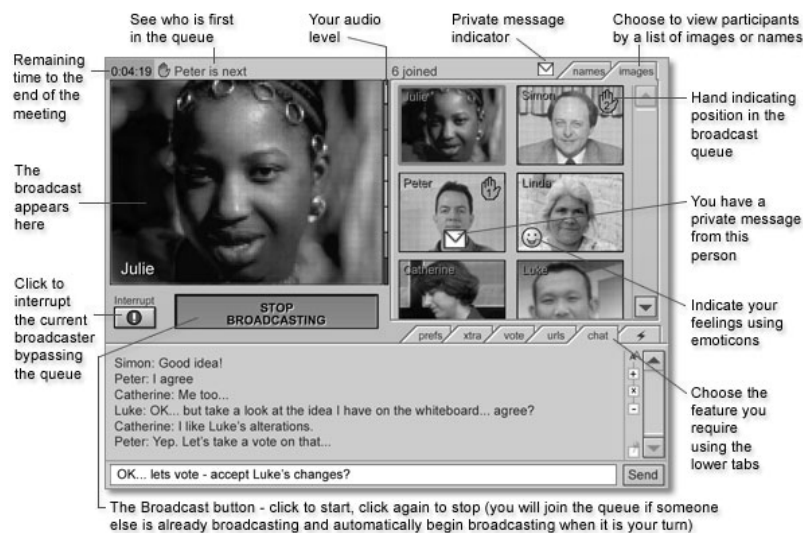 See who is first
in the queue
Your audio
level
Private message
indicator
Choose to view participants
by a list of images or names
Remaining
time to the
end of the
meeting
0:04:19 Peter is next
6 joined
names
images
Julie
Simon
2
Hand indicating
position in the
broadcast
queue
The
broadcast
appears
here
Julie
Peter
1
Linda
You have a
private message
from this
person
Catherine
Luke
Click to
interrupt
the current
broadcaster
bypassing
the queue
Interrupt
STOP
BROADCASTING
Indicate your
feelings using
emoticons
prefs
xtra
vote
urls
chat
Simon: Good idea!
Peter: I agree
Catherine: Me too...
Luke: OK... but take a look at the idea I have on the whiteboard... agree?
Catherine: I like Luke's alterations.
Peter: Yep. Let's take a vote on that...
Choose the
feature you
require
using the
lower tabs
OK... lets vote - accept Luke's changes?
Send
The Broadcast button - click to start, click again to stop (you will join the queue if someone
else is already broadcasting and automatically begin broadcasting when it is your turn)